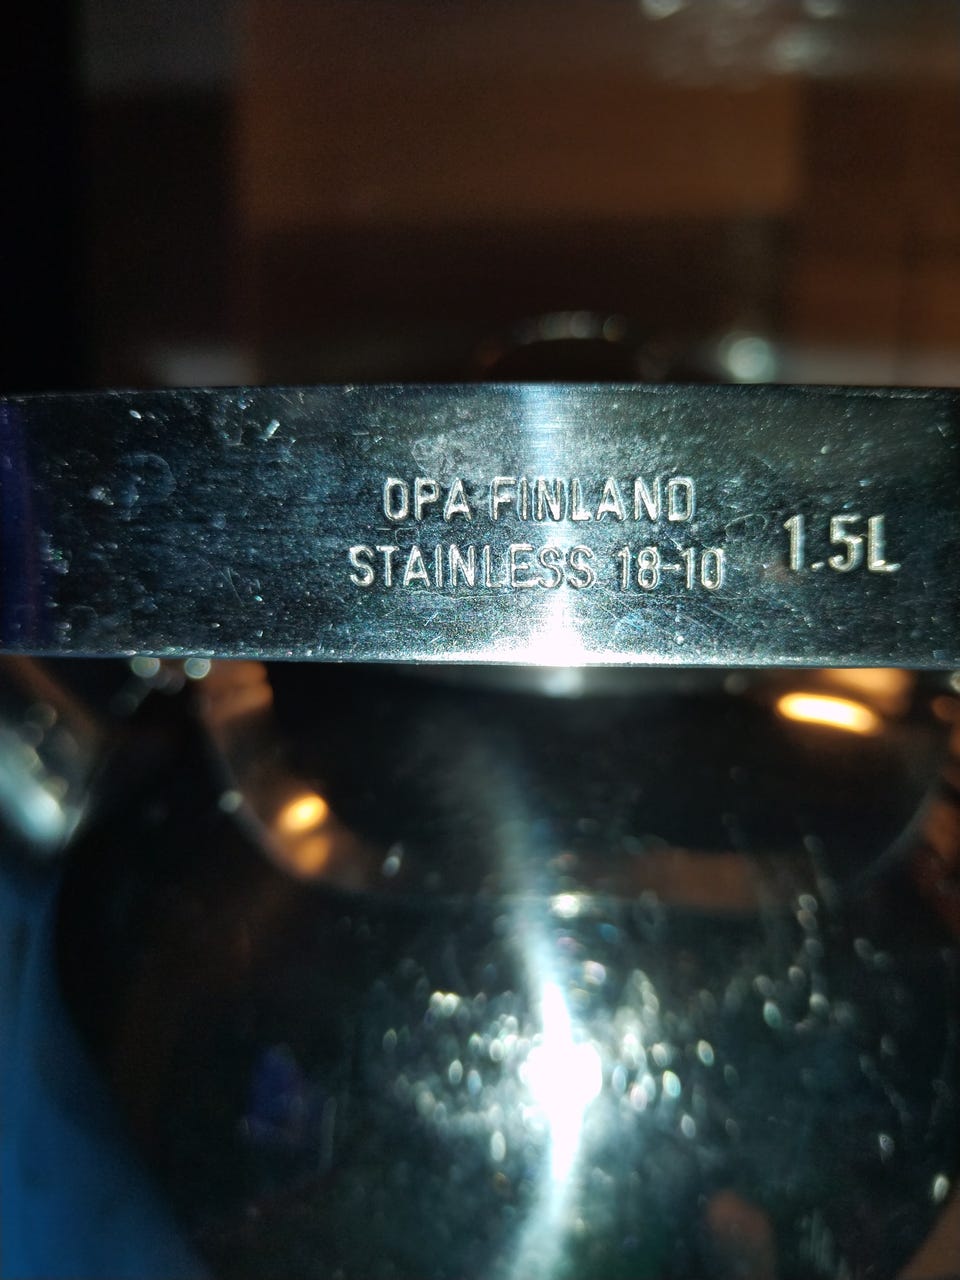 OPA FINLAND
STAINLESS 18-10
1.5L